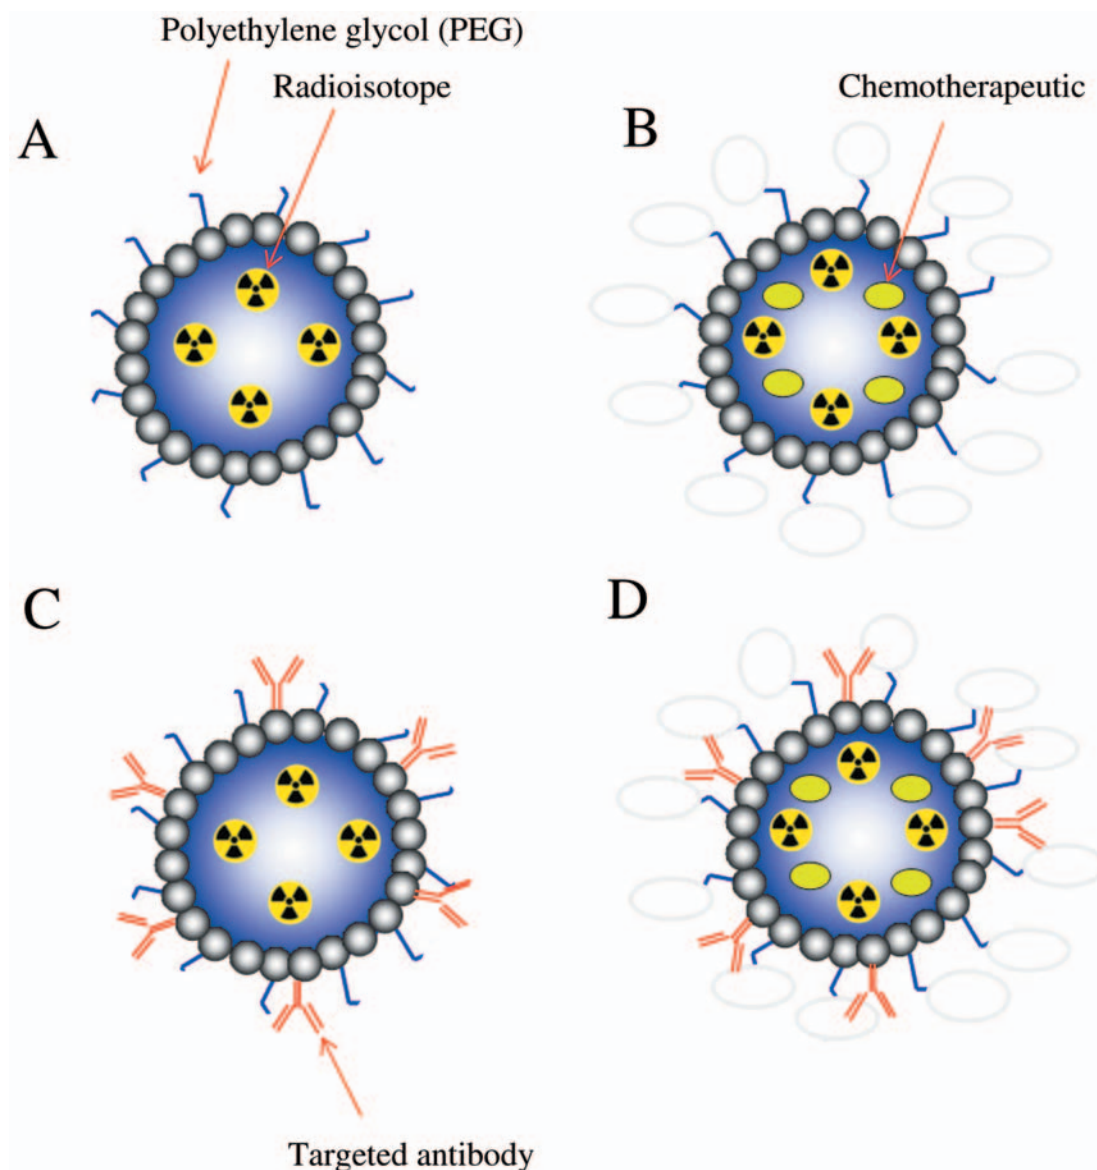 Polyethylene glycol (PEG)
Radioisotope
Chemotherapeutic
A
B
C
D
Targeted antibody